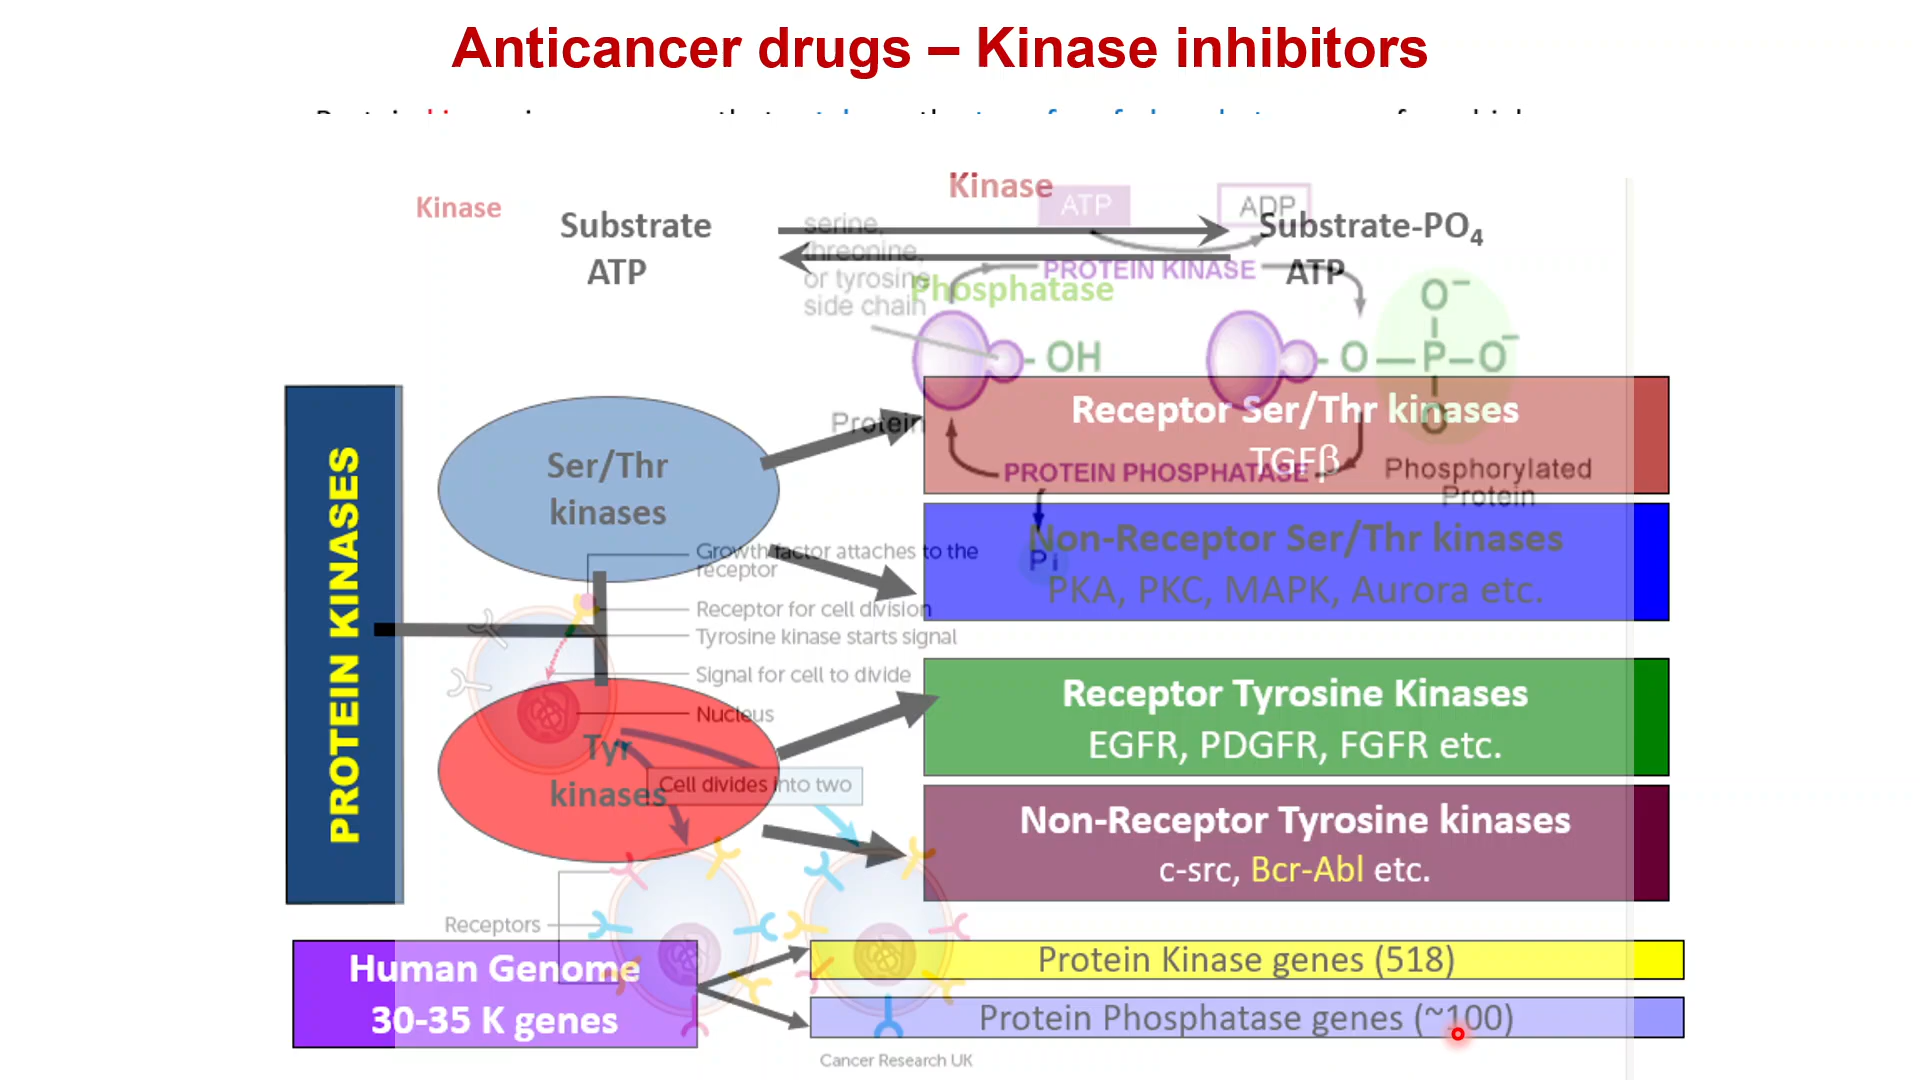 Anticancer drugs – Kinase inhibitors
Kinase
Kinase
ATP
ADP
Substrate
Substrate-PO4
ATP
ATP
serine,
threonine,
or tyrosine
side chain
PROTEIN KINASE
Phosphatase
OH
O
P
O⁻
O⁻
O
Protein
PROTEIN PHOSPHATASE
Phosphorylated
Protein
Pi
PROTEIN KINASES
Ser/Thr
kinases
Receptor Ser/Thr kinases
TGFβ
Non-Receptor Ser/Thr kinases
PKA, PKC, MAPK, Aurora etc.
Growth factor attaches to the
receptor
Receptor for cell division
Tyrosine kinase starts signal
Signal for cell to divide
Nucleus
Tyr
kinases
Cell divides into two
Receptor Tyrosine Kinases
EGFR, PDGFR, FGFR etc.
Non-Receptor Tyrosine kinases
c-src, Bcr-Abl etc.
Receptors
Human Genome
30-35 K genes
Protein Kinase genes (518)
Protein Phosphatase genes (~100)
Cancer Research UK